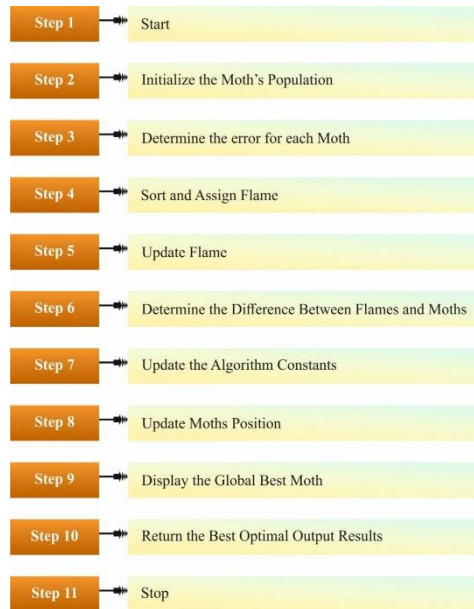 Step 1 Start
Step 2 Initialize the Moth's Population
Step 3 Determine the error for each Moth
Step 4 Sort and Assign Flame
Step 5 Update Flame
Step 6 Determine the Difference Between Flames and Moths
Step 7 Update the Algorithm Constants
Step 8 Update Moths Position
Step 9 Display the Global Best Moth
Step 10 Return the Best Optimal Output Results
Step 11 Stop